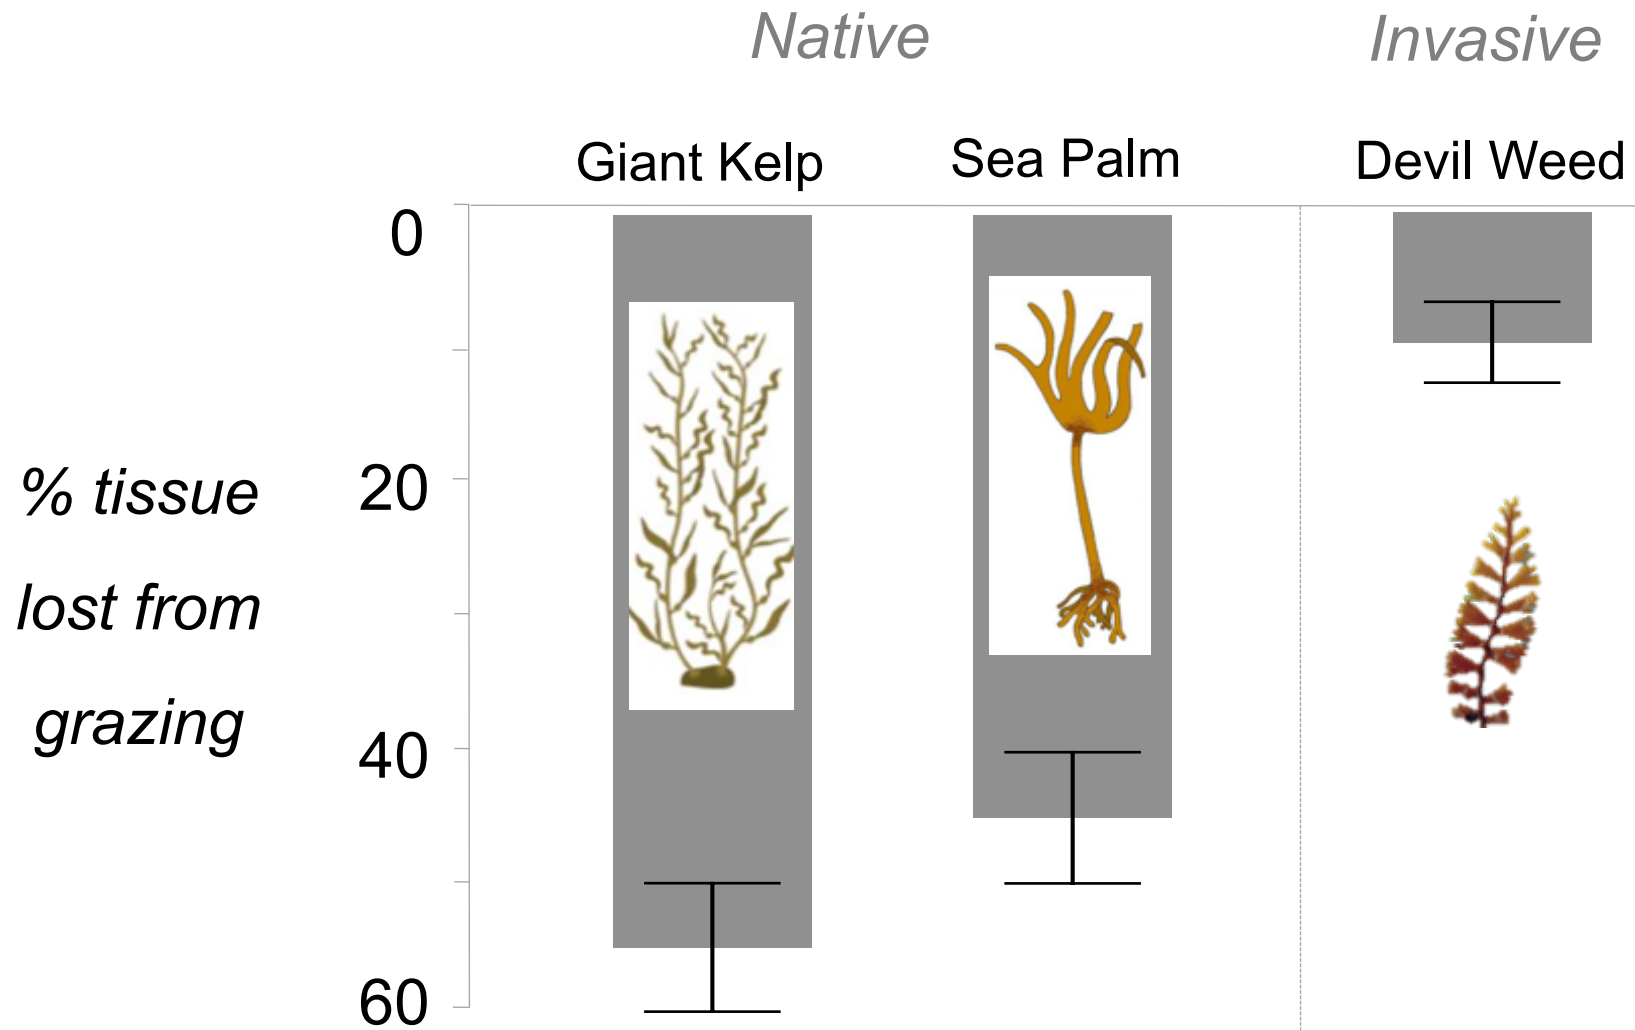 Native
Invasive
Giant Kelp
Sea Palm
Devil Weed
0
20
40
60
% tissue
lost from
grazing